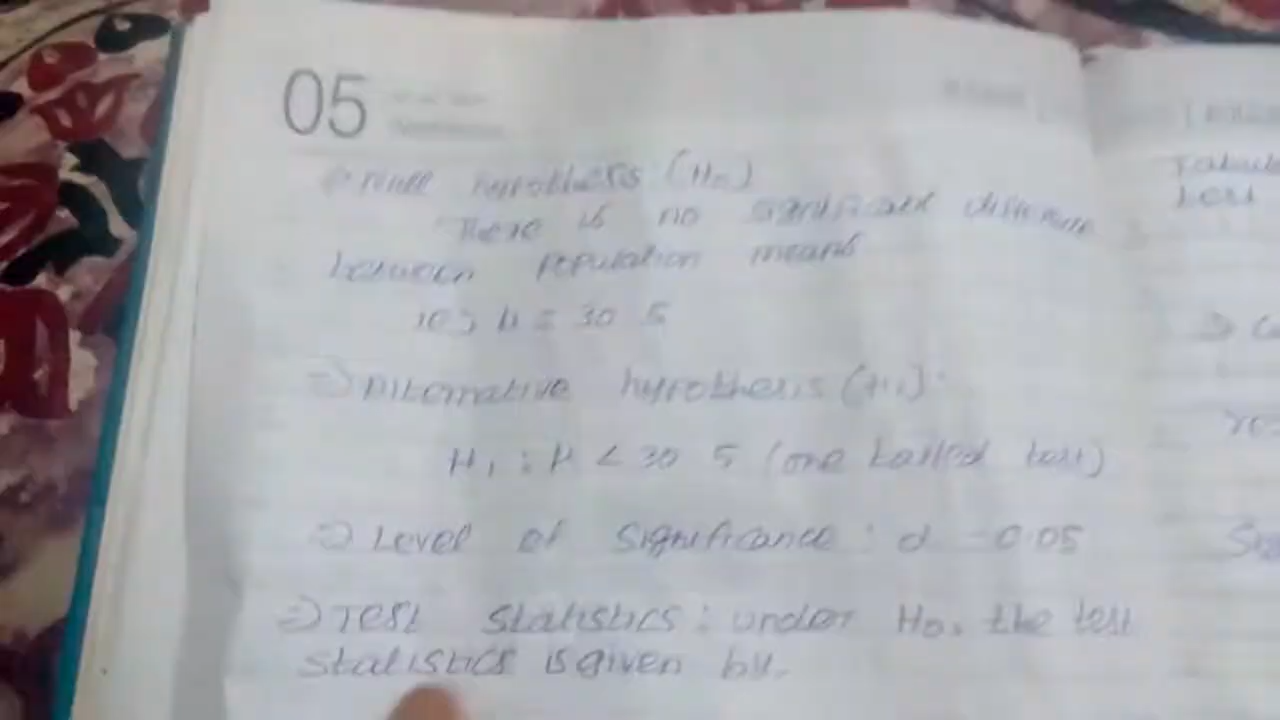 05
⇒ Null hypothesis (H₀)
There is no significant difference
between population means
ie) μ = 30 5
⇒ Alternative hypothesis (H₁):
H₁ : μ < 30 5 (one tailed test)
⇒ Level of Significance : α = 0.05
⇒ Test Statistics : under H₀, the test
statistics is given by.
test